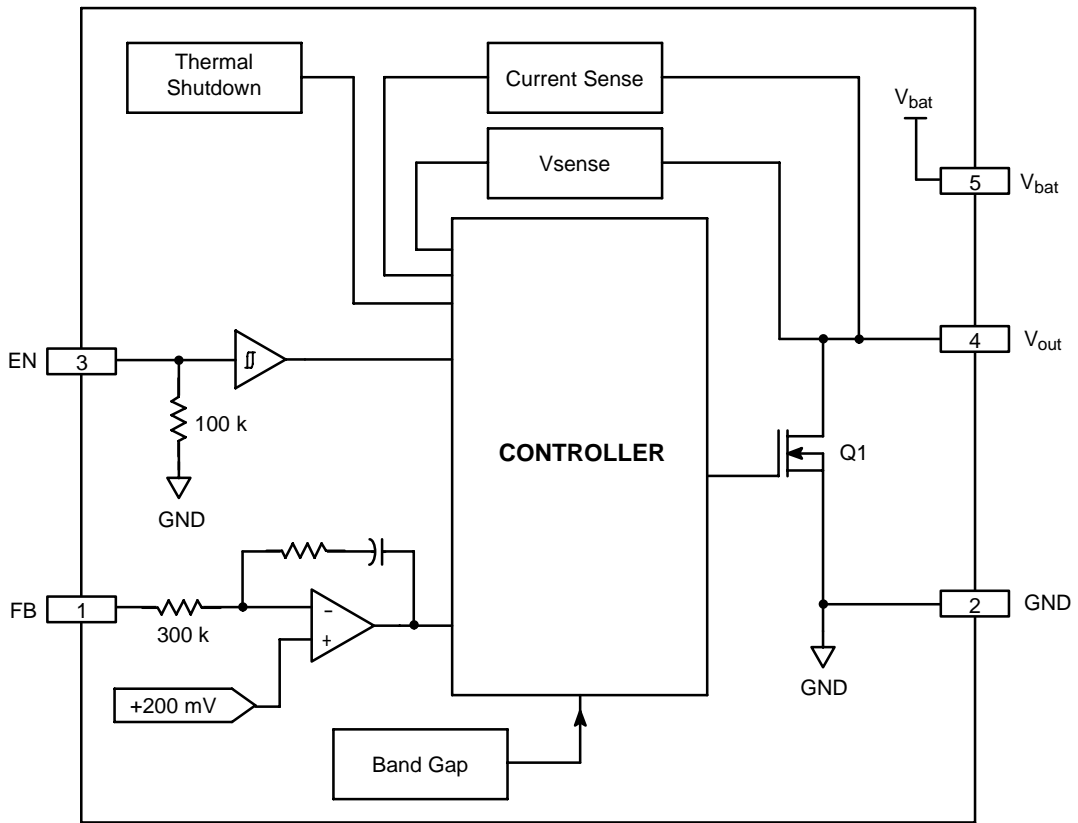 Thermal
Shutdown
Current Sense
Vsense
Vbat
5
Vbat
4
Vout
EN
3
100 k
GND
CONTROLLER
Q1
FB
1
300 k
−
+
+200 mV
2
GND
GND
Band Gap